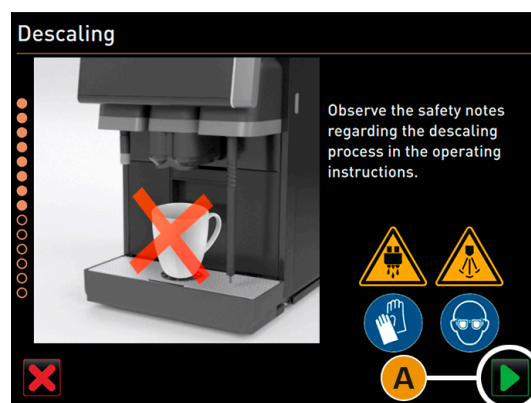 Descaling
Observe the safety notes
regarding the descaling
process in the operating
instructions.
A